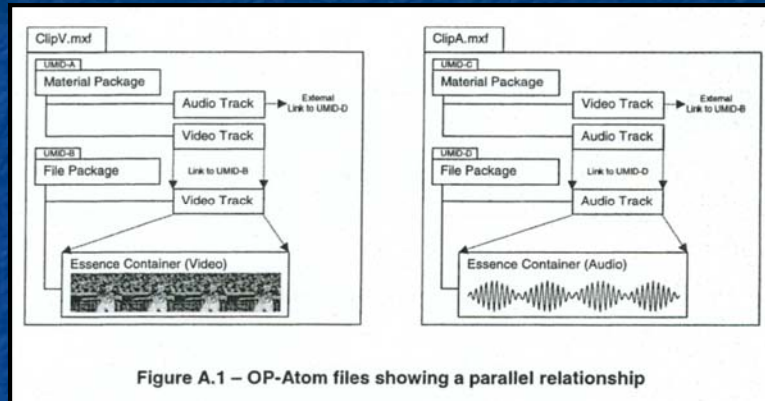 ClipV.mxf
UMID-A
Material Package
Audio Track
External
Link to UMID-D
Video Track
UMID-B
File Package
Link to UMID-B
Video Track
Essence Container (Video)
ClipA.mxf
UMID-C
Material Package
Video Track
External
Link to UMID-B
Audio Track
UMID-D
File Package
Link to UMID-D
Audio Track
Essence Container (Audio)
Figure A.1 – OP-Atom files showing a parallel relationship